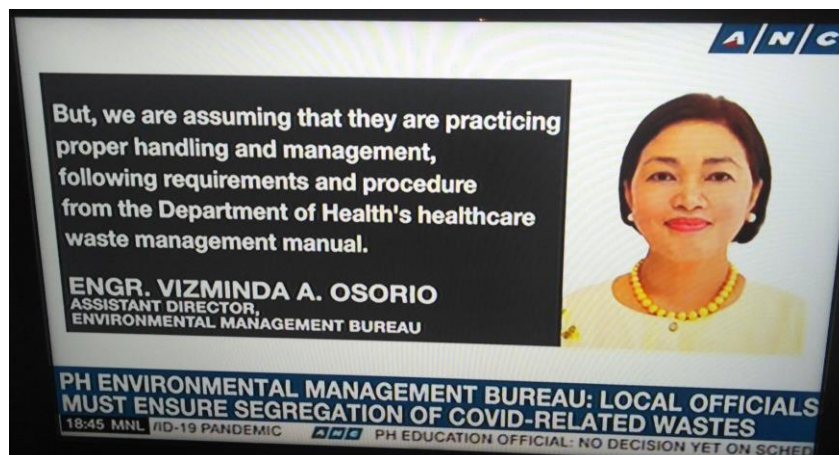 ANC
But, we are assuming that they are practicing
proper handling and management,
following requirements and procedure
from the Department of Health's healthcare
waste management manual.
ENGR. VIZMINDA A. OSORIO
ASSISTANT DIRECTOR,
ENVIRONMENTAL MANAGEMENT BUREAU
PH ENVIRONMENTAL MANAGEMENT BUREAU: LOCAL OFFICIALS
MUST ENSURE SEGREGATION OF COVID-RELATED WASTES
18:45 MNL /ID-19 PANDEMIC ANC PH EDUCATION OFFICIAL: NO DECISION YET ON SCHED